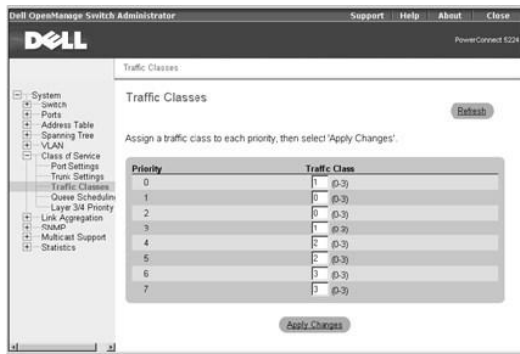 Dell OpenManage Switch Administrator
Support Help About Close
DELL
PowerConnect 5224
Traffic Classes
System
Switch
Ports
Address Table
Spanning Tree
VLAN
Class of Service
Port Settings
Trunk Settings
Traffic Classes
Queue Schedulin
Layer 3/4 Priority
Link Aggregation
SNMP
Multicast Support
Statistics
Traffic Classes
Refresh
Assign a traffic class to each priority, then select 'Apply Changes'.
Priority Traffic Class
0 1 (0-3)
1 0 (0-3)
2 0 (0-3)
3 1 (0-3)
4 2 (0-3)
5 2 (0-3)
6 3 (0-3)
7 3 (0-3)
Apply Changes